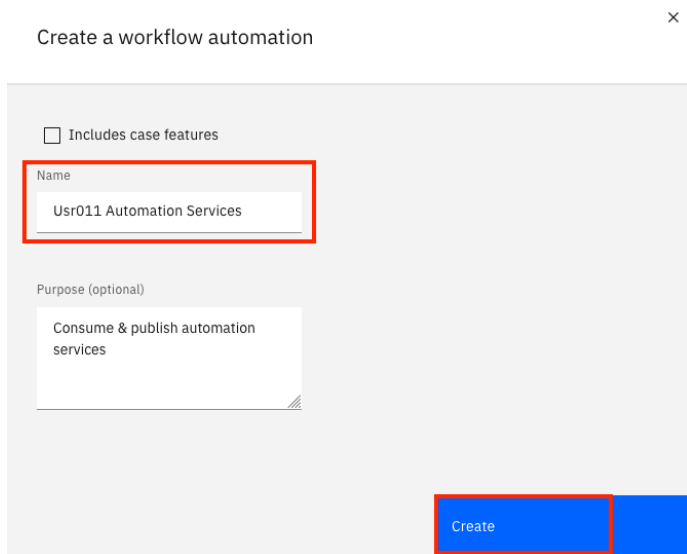 Create a workflow automation
Includes case features
Name
Usr011 Automation Services
Purpose (optional)
Consume & publish automation
services
Create